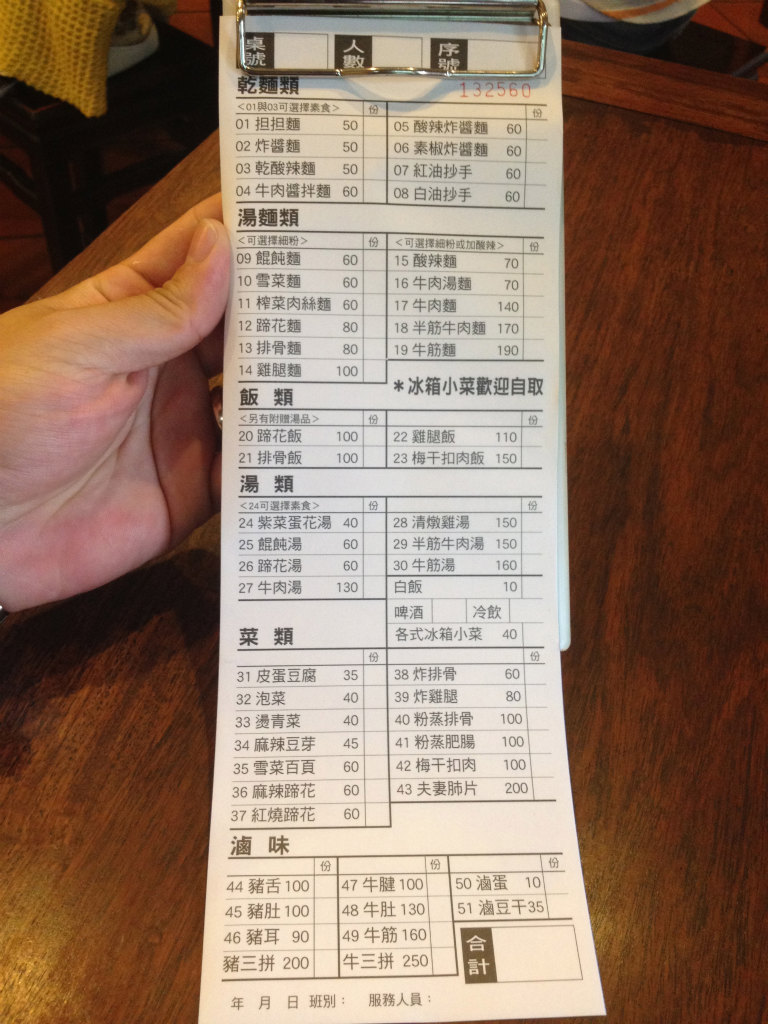 桌號 人數 序號
乾麵類
132560
<01與03可選擇素食> 份
01 担担麵 50
02 炸醬麵 50
03 乾酸辣麵 50
04 牛肉醬拌麵 60
份
05 酸辣炸醬麵 60
06 素椒炸醬麵 60
07 紅油抄手 60
08 白油抄手 60
湯麵類
<可選擇細粉> 份
09 餛飩麵 60
10 雪菜麵 60
11 榨菜肉絲麵 60
12 蹄花麵 80
13 排骨麵 80
14 雞腿麵 100
<可選擇細粉或加酸辣> 份
15 酸辣麵 70
16 牛肉湯麵 70
17 牛肉麵 140
18 半筋牛肉麵 170
19 牛筋麵 190
*冰箱小菜歡迎自取
飯 類
<另有附贈湯品> 份
20 蹄花飯 100
21 排骨飯 100
份
22 雞腿飯 110
23 梅干扣肉飯 150
湯 類
<24可選擇素食> 份
24 紫菜蛋花湯 40
25 餛飩湯 60
26 蹄花湯 60
27 牛肉湯 130
份
28 清燉雞湯 150
29 半筋牛肉湯 150
30 牛筋湯 160
白飯 10
啤酒 冷飲
各式冰箱小菜 40
菜 類
份
31 皮蛋豆腐 35
32 泡菜 40
33 燙青菜 40
34 麻辣豆芽 45
35 雪菜百頁 60
36 麻辣蹄花 60
37 紅燒蹄花 60
份
38 炸排骨 60
39 炸雞腿 80
40 粉蒸排骨 100
41 粉蒸肥腸 100
42 梅干扣肉 100
43 夫妻肺片 200
滷 味
份
44 豬舌 100
45 豬肚 100
46 豬耳 90
豬三拼 200
份
47 牛腱 100
48 牛肚 130
49 牛筋 160
牛三拼 250
份
50 滷蛋 10
51 滷豆干 35
合計
年 月 日 班別： 服務人員：